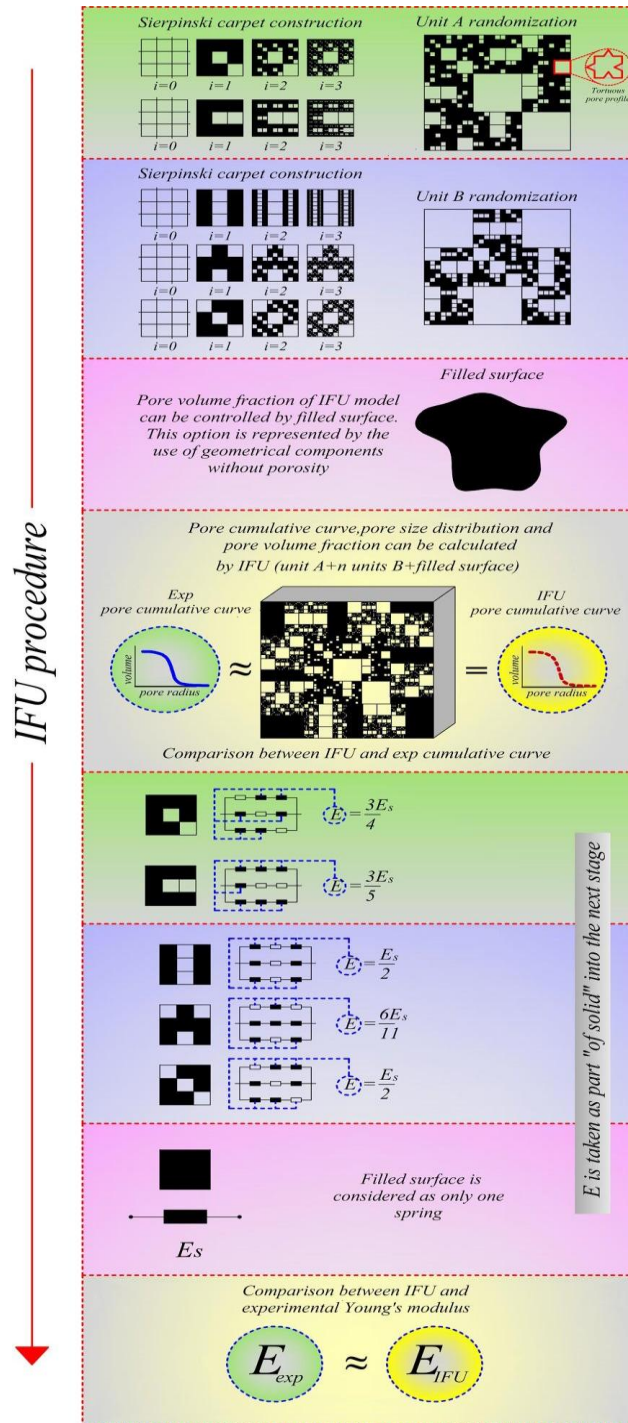 IFU procedure
Sierpinski carpet construction
Unit A randomization
i=0 i=1 i=2 i=3
i=0 i=1 i=2 i=3
Tortuous
pore profile
Sierpinski carpet construction
Unit B randomization
i=0 i=1 i=2 i=3
i=0 i=1 i=2 i=3
i=0 i=1 i=2 i=3
Filled surface
Pore volume fraction of IFU model
can be controlled by filled surface.
This option is represented by the
use of geometrical components
without porosity
Pore cumulative curve,pore size distribution and
pore volume fraction can be calculated
by IFU (unit A+n units B+filled surface)
Exp
pore cumulative curve
volume
pore radius
≈
=
IFU
pore cumulative curve
volume
pore radius
Comparison between IFU and exp cumulative curve
E=3Es/4
E=3Es/5
E=Es/2
E=6Es/11
E=Es/2
E is taken as part "of solid" into the next stage
Filled surface is
considered as only one
spring
Es
Comparison between IFU and
experimental Young's modulus
Eexp ≈ EIFU